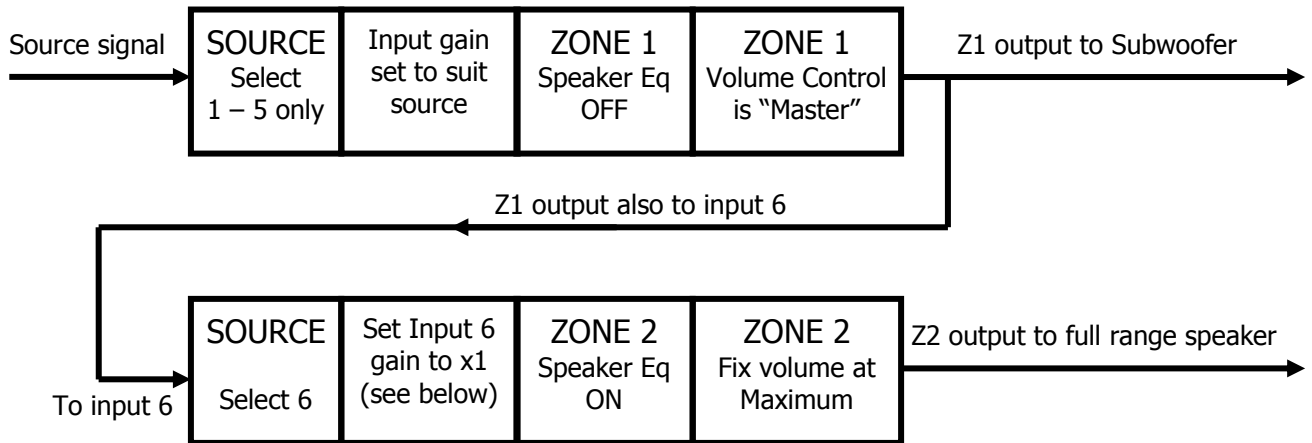 Source signal
SOURCE
Select
1 – 5 only
Input gain
set to suit
source
ZONE 1
Speaker Eq
OFF
ZONE 1
Volume Control
is “Master”
Z1 output to Subwoofer
Z1 output also to input 6
To input 6
SOURCE
Select 6
Set Input 6
gain to x1
(see below)
ZONE 2
Speaker Eq
ON
ZONE 2
Fix volume at
Maximum
Z2 output to full range speaker